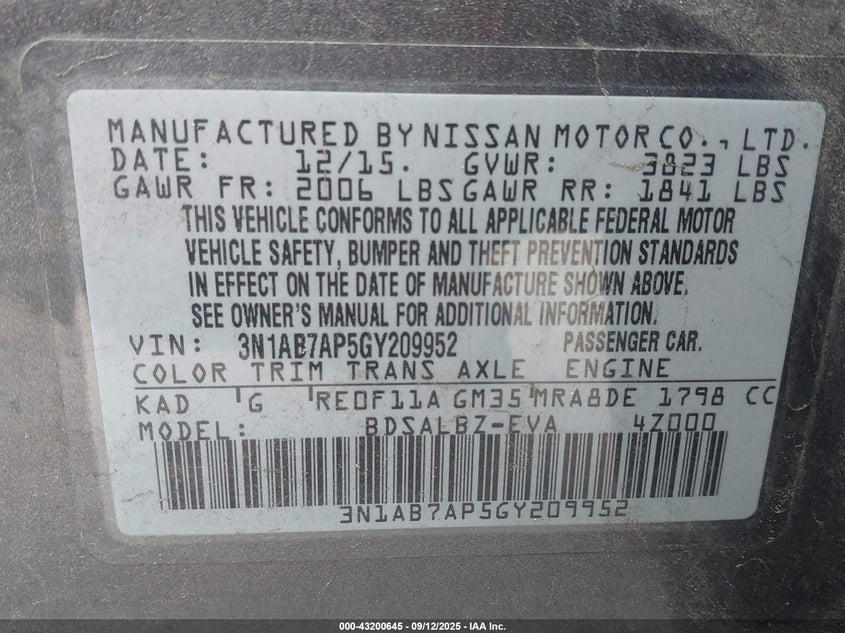 MANUFACTURED BY NISSAN MOTOR CO., LTD.
DATE: 12/15. GVWR: 3823 LBS
GAWR FR: 2006 LBS GAWR RR: 1841 LBS
THIS VEHICLE CONFORMS TO ALL APPLICABLE FEDERAL MOTOR
VEHICLE SAFETY, BUMPER AND THEFT PREVENTION STANDARDS
IN EFFECT ON THE DATE OF MANUFACTURE SHOWN ABOVE.
SEE OWNER'S MANUAL FOR ADDITIONAL INFORMATION.
VIN: 3N1AB7AP5GY209952 PASSENGER CAR.
COLOR TRIM TRANS AXLE ENGINE
KAD G RE0F11A GM35 MRA8DE 1798 CC
MODEL: BDSALBZ-EVA 4Z000
3N1AB7AP5GY209952
000-43200645 - 09/12/2025 - IAA Inc.